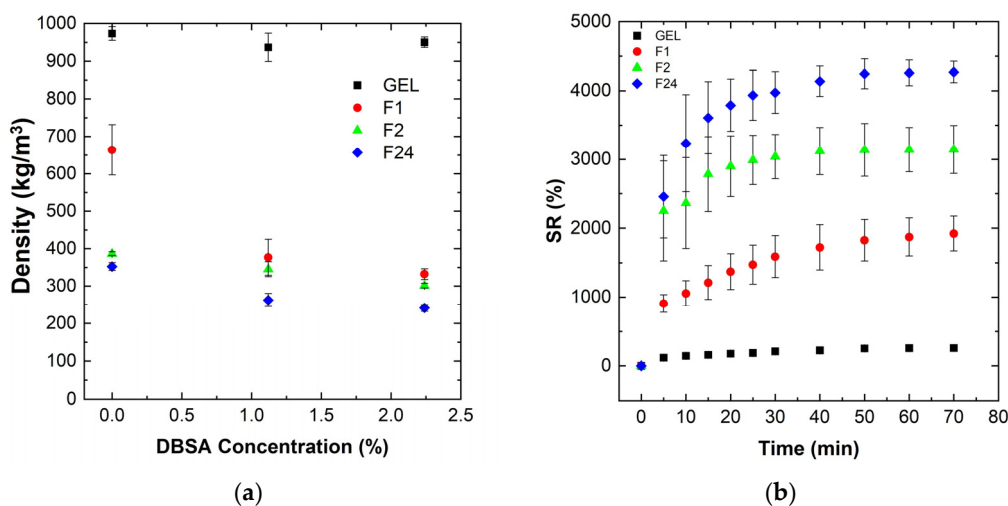 1000
900
800
700
600
500
400
300
200
100
0
Density (kg/m³)
GEL
F1
F2
F24
0.0 0.5 1.0 1.5 2.0 2.5
DBSA Concentration (%)
(a)
5000
4000
3000
2000
1000
0
SR (%)
GEL
F1
F2
F24
0 10 20 30 40 50 60 70 80
Time (min)
(b)